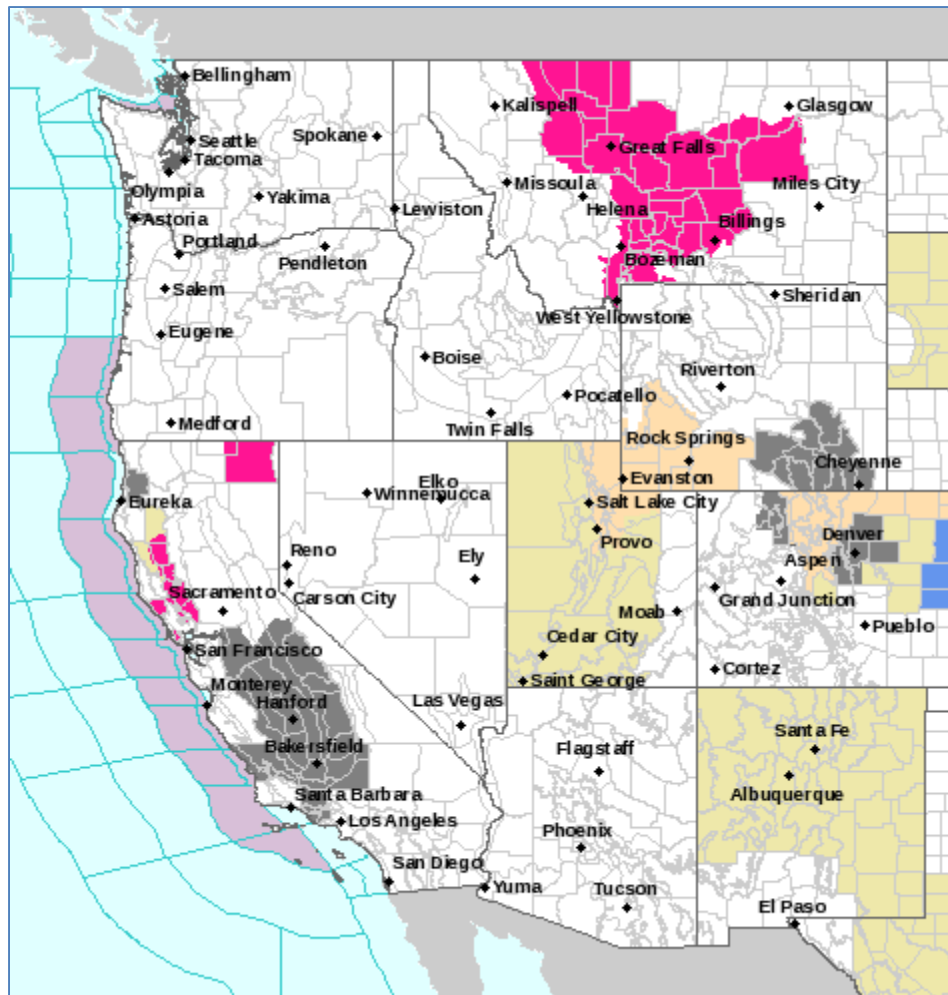 Bellingham
Kalispell
Glasgow
Seattle
Spokane
Great Falls
Tacoma
Olympia
Missoula
Miles City
Yakima
Helena
Lewiston
Astoria
Billings
Portland
Pendleton
Bozeman
Salem
Sheridan
West Yellowstone
Eugene
Boise
Riverton
Pocatello
Medford
Twin Falls
Rock Springs
Cheyenne
Elko
Evanston
Winnemucca
Eureka
Salt Lake City
Denver
Provo
Reno
Ely
Aspen
Sacramento
Carson City
Grand Junction
Moab
Pueblo
Cedar City
San Francisco
Cortez
Saint George
Monterey
Hanford
Las Vegas
Santa Fe
Bakersfield
Flagstaff
Albuquerque
Santa Barbara
Los Angeles
Phoenix
San Diego
Yuma
Tucson
El Paso